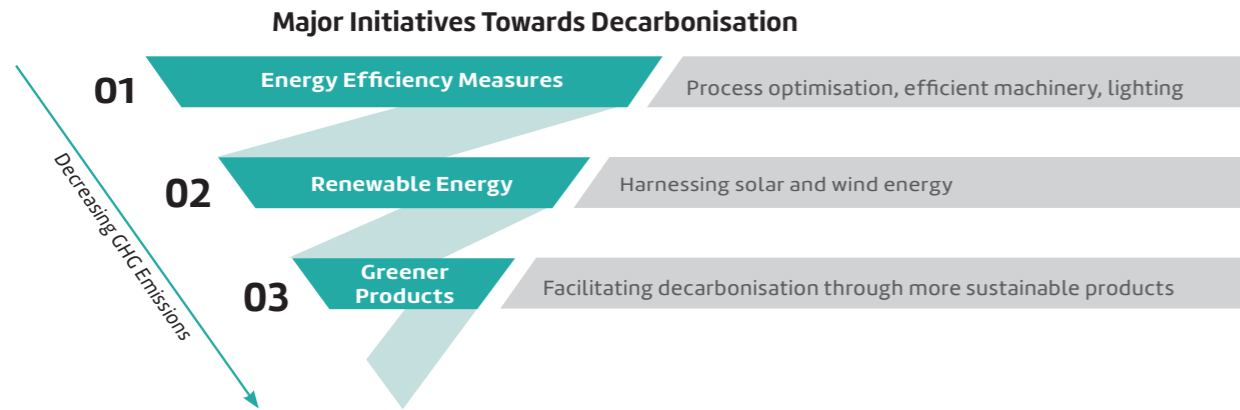 Major Initiatives Towards Decarbonisation
01
Energy Efficiency Measures
Process optimisation, efficient machinery, lighting
02
Renewable Energy
Harnessing solar and wind energy
03
Greener
Products
Facilitating decarbonisation through more sustainable products
Decreasing GHG Emissions